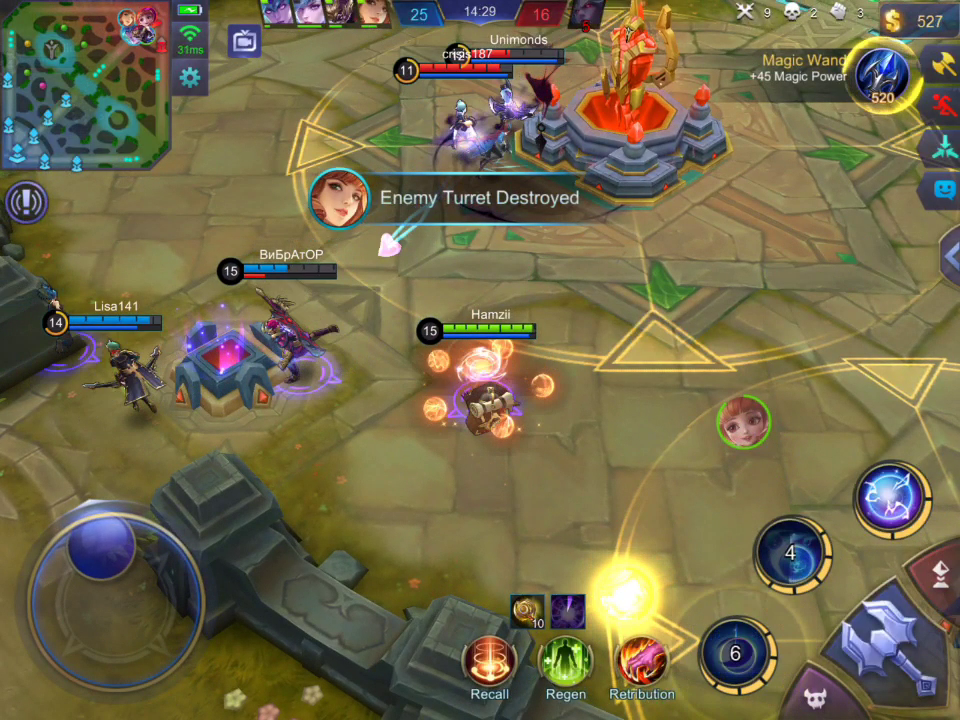 25
14:29
16
9
2
3
527
31ms
5
Unimonds
crisis187
11
Magic Wand
+45 Magic Power
520
Enemy Turret Destroyed
ВиБрАтОР
15
Lisa141
14
Hamzii
15
4
10
6
Recall
Regen
Retribution